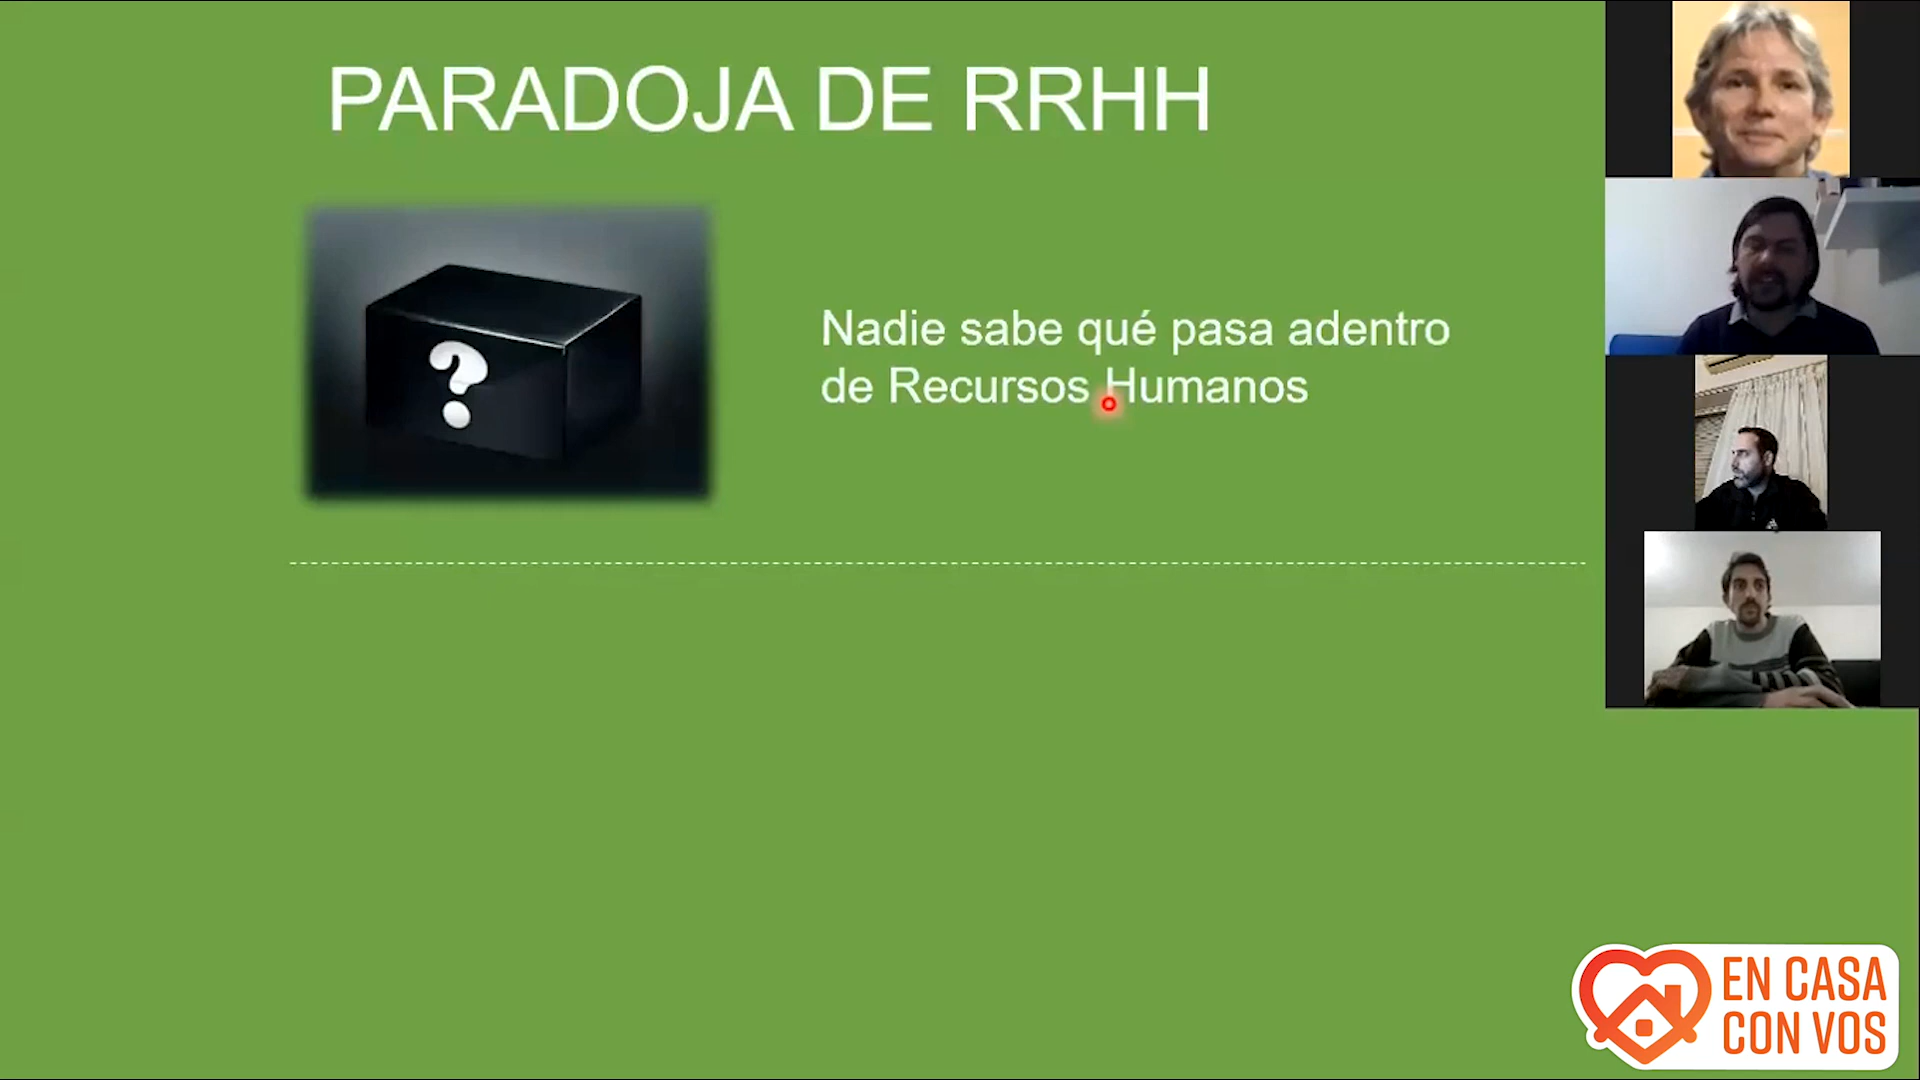 PARADOJA DE RRHH
?
Nadie sabe qué pasa adentro
de Recursos Humanos
EN CASA
CON VOS